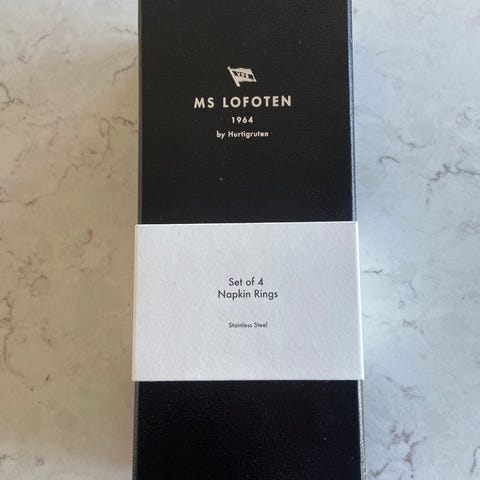 MS LOFOTEN
1964
by Hurtigruten
Set of 4
Napkin Rings
Stainless Steel